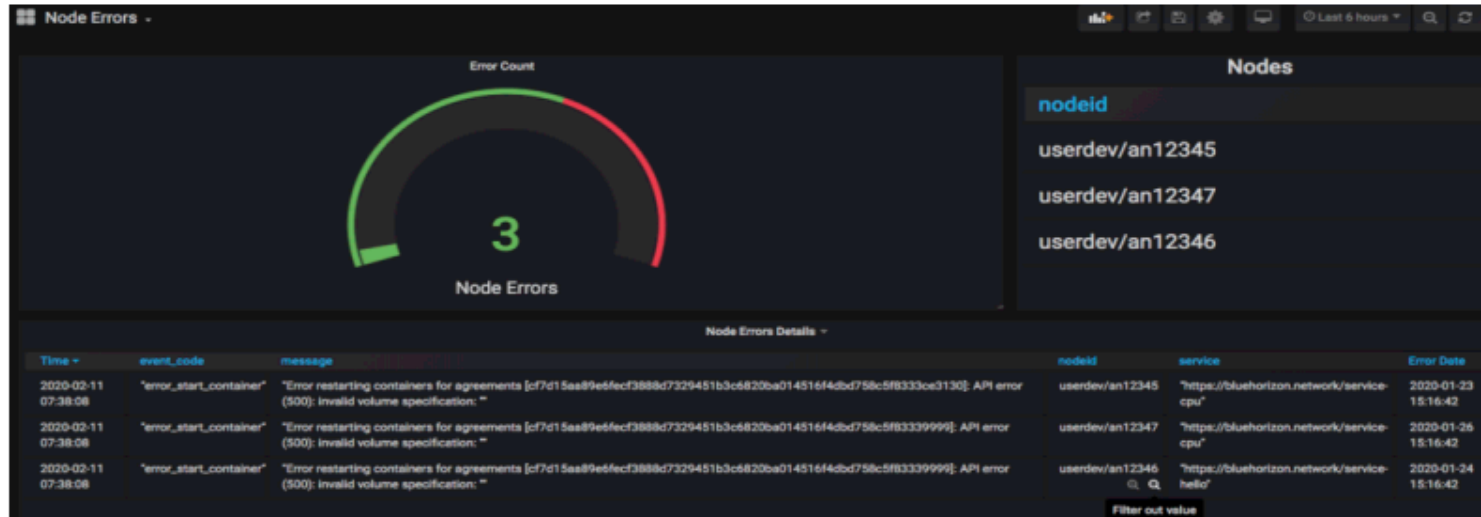 Node Errors
Last 6 hours
Error Count
3
Node Errors
Nodes
nodeid
userdev/an12345
userdev/an12347
userdev/an12346
Node Errors Details
Time event_code message nodeid service Error Date
2020-02-11 "error_start_container" "Error restarting containers for agreements userdev/an12345 "https://bluehorizon.network/service- 2020-01-23
07:38:08 (500): invalid volume specification: "" cpu" 15:16:42
API error
2020-02-11 "error_start_container" "Error restarting containers for agreements userdev/an12347 "https://bluehorizon.network/service- 2020-01-26
07:38:08 (500): invalid volume specification: "" cpu" 15:16:42
API error
2020-02-11 "error_start_container" "Error restarting containers for agreements userdev/an12346 "https://bluehorizon.network/service- 2020-01-24
07:38:08 (500): invalid volume specification: "" hello" 15:16:42
API error
Filter out value